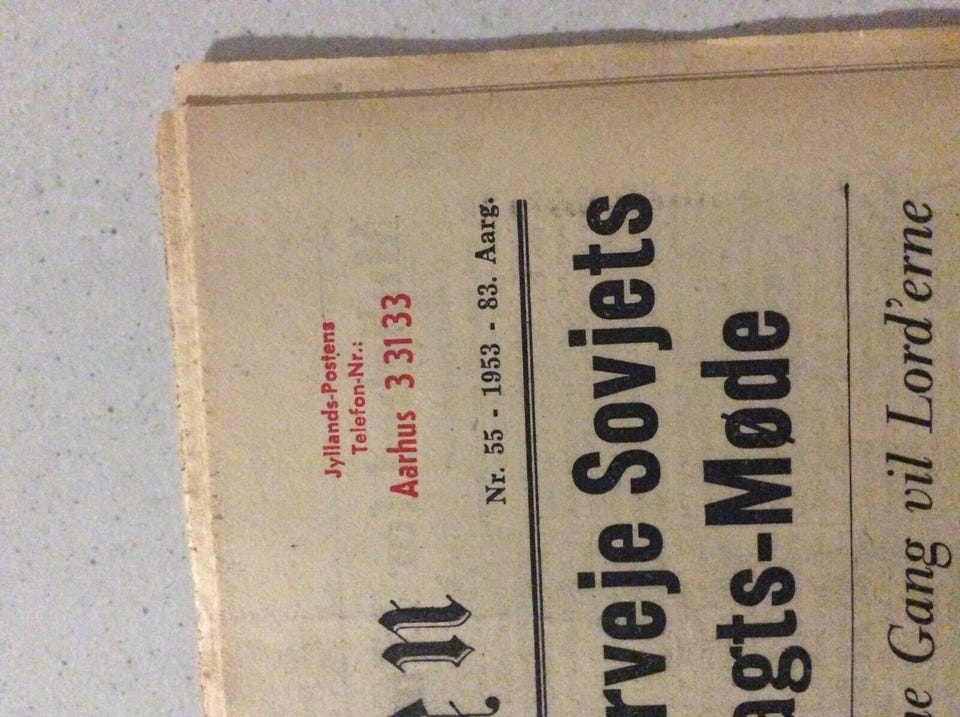 Jyllands-Postens
Telefon-Nr.:
Aarhus 3 31 33
n
Nr. 55 - 1953 - 83. Aarg.
rveje Sovjets
agts-Møde
Gang vil Lord'erne